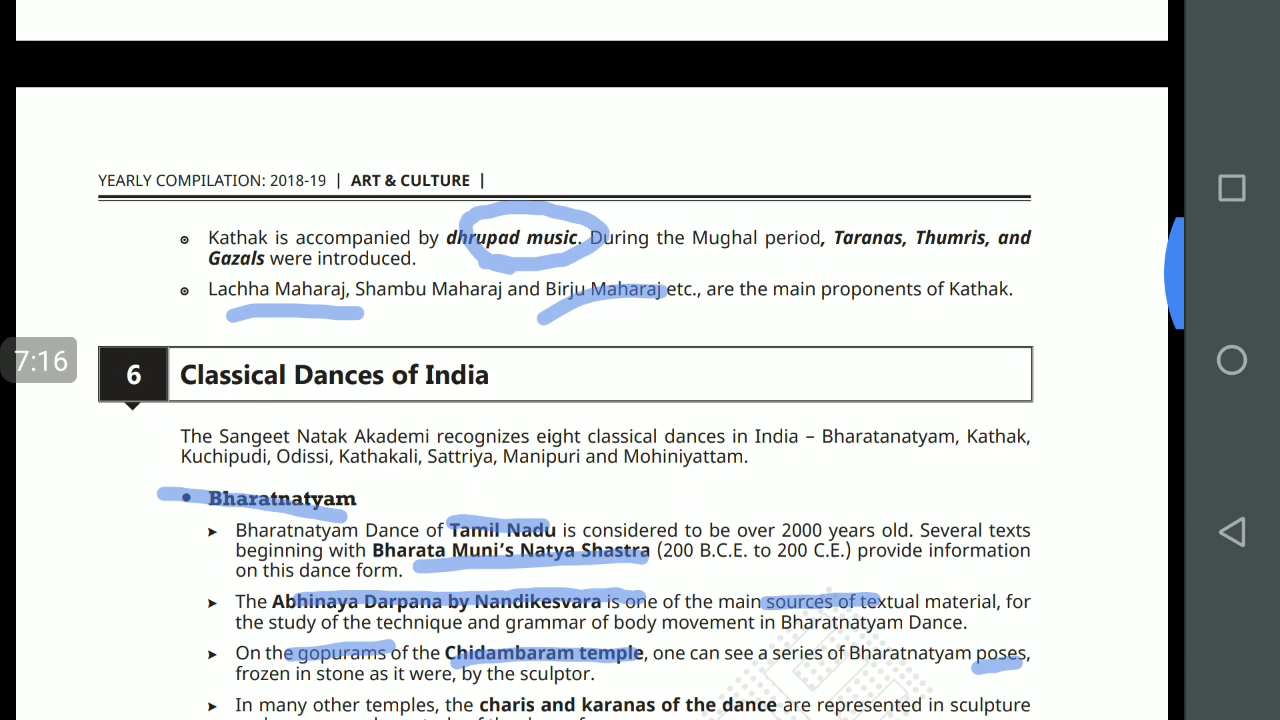 YEARLY COMPILATION: 2018-19 | ART & CULTURE |
Kathak is accompanied by dhrupad music. During the Mughal period, Taranas, Thumris, and
Gazals were introduced.
Lachha Maharaj, Shambu Maharaj and Birju Maharaj etc., are the main proponents of Kathak.
7:16
6 Classical Dances of India
The Sangeet Natak Akademi recognizes eight classical dances in India – Bharatanatyam, Kathak,
Kuchipudi, Odissi, Kathakali, Sattriya, Manipuri and Mohiniyattam.
• Bharatnatyam
➤ Bharatnatyam Dance of Tamil Nadu is considered to be over 2000 years old. Several texts
beginning with Bharata Muni's Natya Shastra (200 B.C.E. to 200 C.E.) provide information
on this dance form.
➤ The Abhinaya Darpana by Nandikesvara is one of the main sources of textual material, for
the study of the technique and grammar of body movement in Bharatnatyam Dance.
➤ On the gopurams of the Chidambaram temple, one can see a series of Bharatnatyam poses,
frozen in stone as it were, by the sculptor.
➤ In many other temples, the charis and karanas of the dance are represented in sculpture